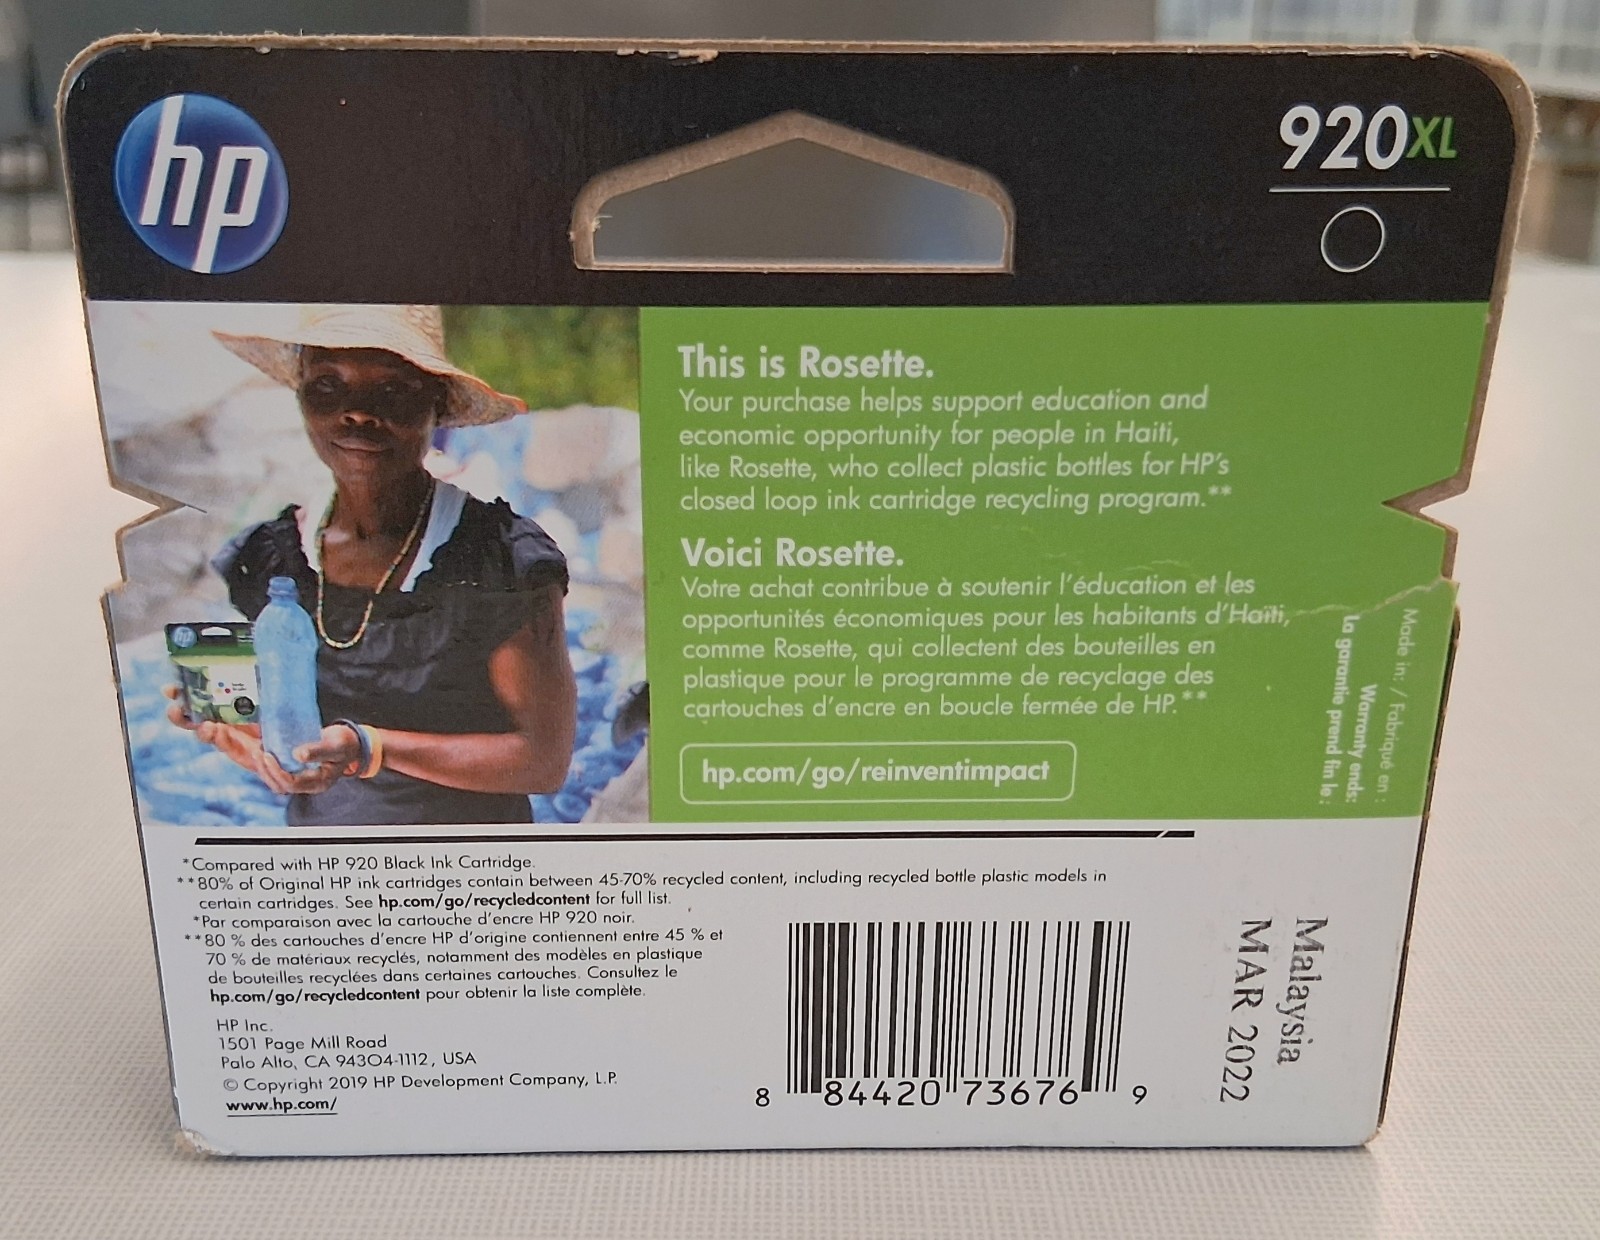 hp
920XL
This is Rosette.
Your purchase helps support education and
economic opportunity for people in Haiti,
like Rosette, who collect plastic bottles for HP's
closed loop ink cartridge recycling program.**
Voici Rosette.
Votre achat contribue à soutenir l'éducation et les
opportunités économiques pour les habitants d'Haïti,
comme Rosette, qui collectent des bouteilles en
plastique pour le programme de recyclage des
cartouches d'encre en boucle fermée de HP.**
hp.com/go/reinventimpact
Made in: / Fabriqué en :
Warranty ends:
La garantie prend fin le :
hp
*Compared with HP 920 Black Ink Cartridge.
**80% of Original HP ink cartridges contain between 45-70% recycled content, including recycled bottle plastic models in
certain cartridges. See hp.com/go/recycledcontent for full list.
*Par comparaison avec la cartouche d'encre HP 920 noir.
**80 % des cartouches d'encre HP d'origine contiennent entre 45 % et
70 % de matériaux recyclés, notamment des modèles en plastique
de bouteilles recyclées dans certaines cartouches. Consultez le
hp.com/go/recycledcontent pour obtenir la liste complète.
HP Inc.
1501 Page Mill Road
Palo Alto, CA 94304-1112, USA
© Copyright 2019 HP Development Company, L.P.
www.hp.com/
8 84420 73676 9
Malaysia
MAR 2022